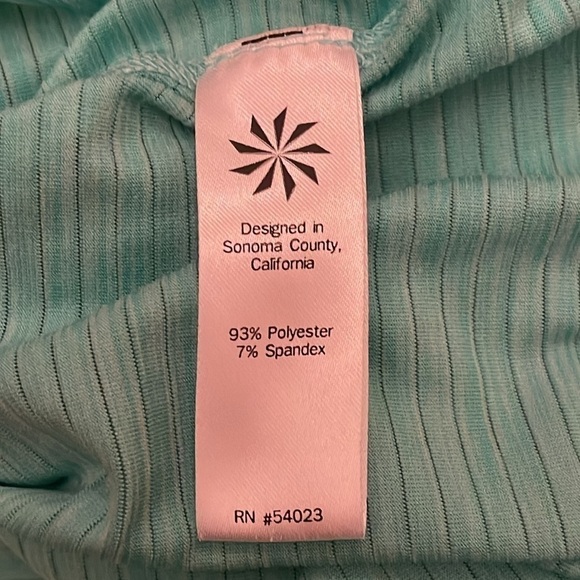 Designed in
Sonoma County,
California
93% Polyester
7% Spandex
RN #54023